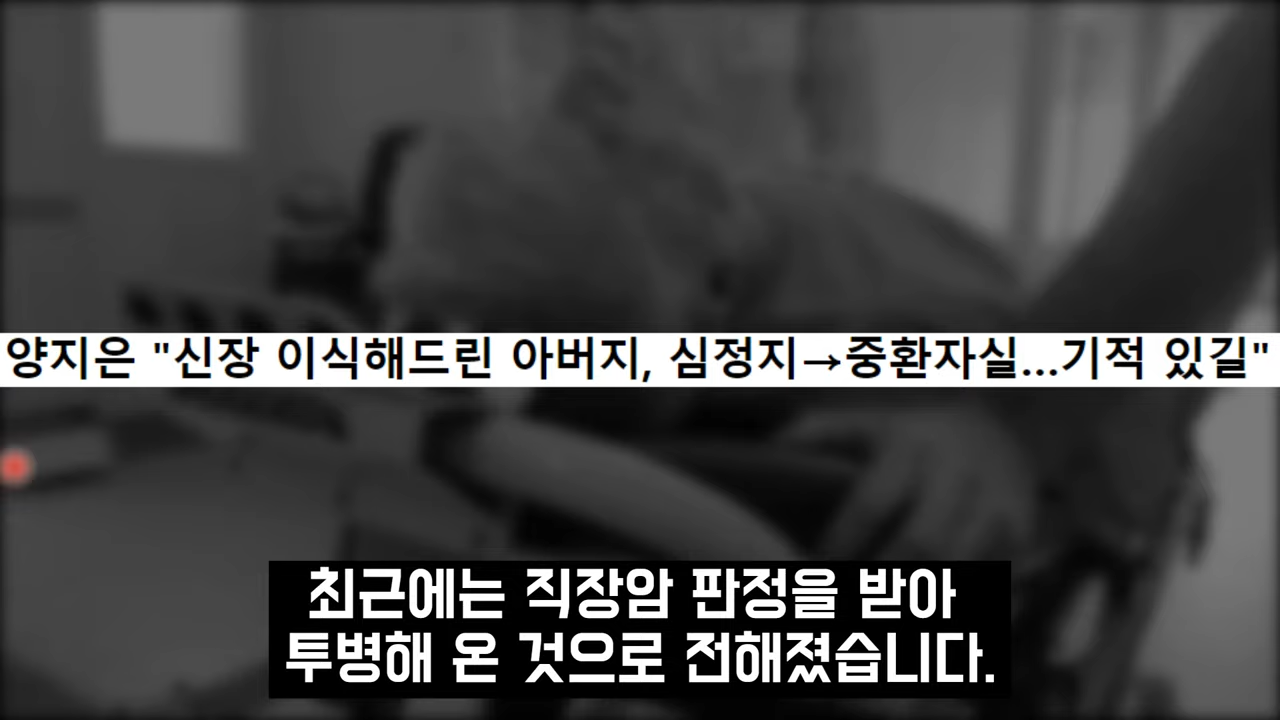 양지은 "신장 이식해드린 아버지, 심정지→중환자실...기적 있길"
최근에는 직장암 판정을 받아
투병해 온 것으로 전해졌습니다.